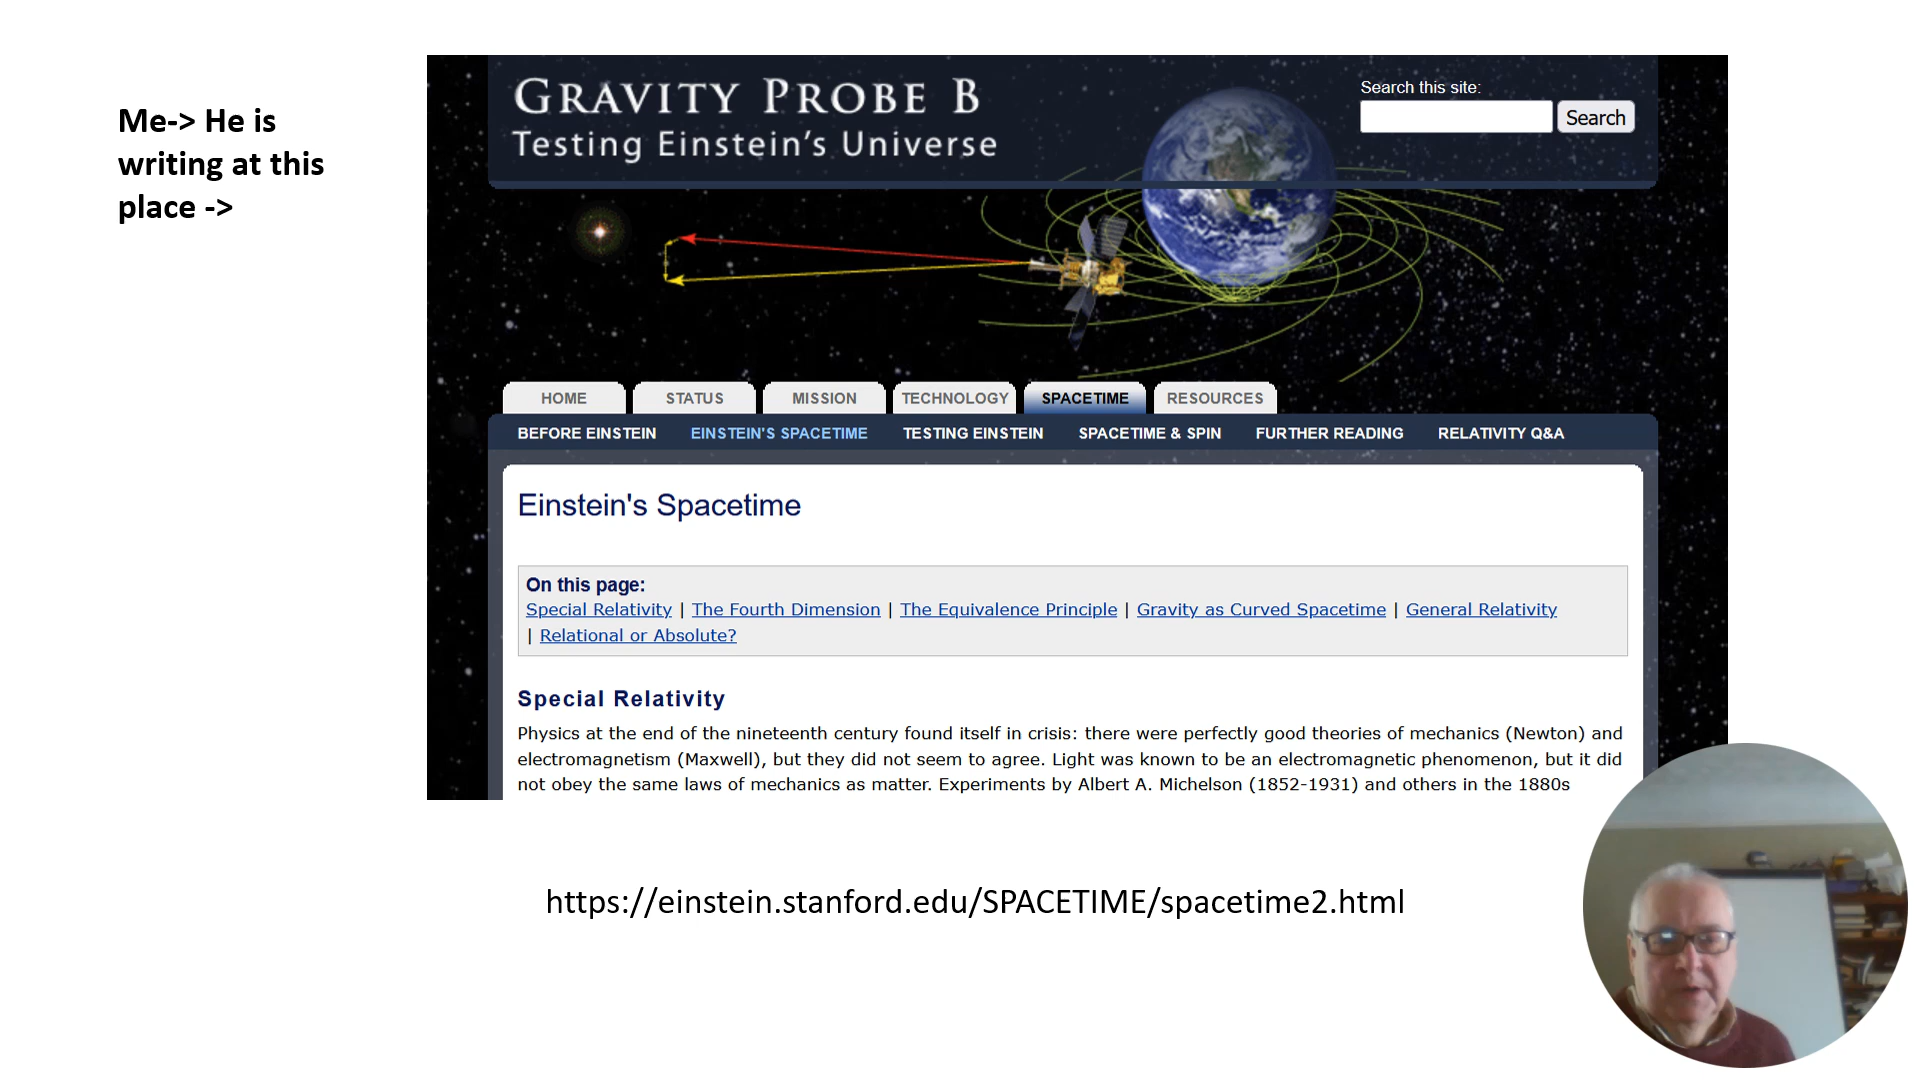 Me-> He is
writing at this
place ->
GRAVITY PROBE B
Testing Einstein's Universe
Search this site:
Search
HOME
STATUS
MISSION
TECHNOLOGY
SPACETIME
RESOURCES
BEFORE EINSTEIN
EINSTEIN'S SPACETIME
TESTING EINSTEIN
SPACETIME & SPIN
FURTHER READING
RELATIVITY Q&A
Einstein's Spacetime
On this page:
Special Relativity | The Fourth Dimension | The Equivalence Principle | Gravity as Curved Spacetime | General Relativity
| Relational or Absolute?
Special Relativity
Physics at the end of the nineteenth century found itself in crisis: there were perfectly good theories of mechanics (Newton) and
electromagnetism (Maxwell), but they did not seem to agree. Light was known to be an electromagnetic phenomenon, but it did
not obey the same laws of mechanics as matter. Experiments by Albert A. Michelson (1852-1931) and others in the 1880s
https://einstein.stanford.edu/SPACETIME/spacetime2.html